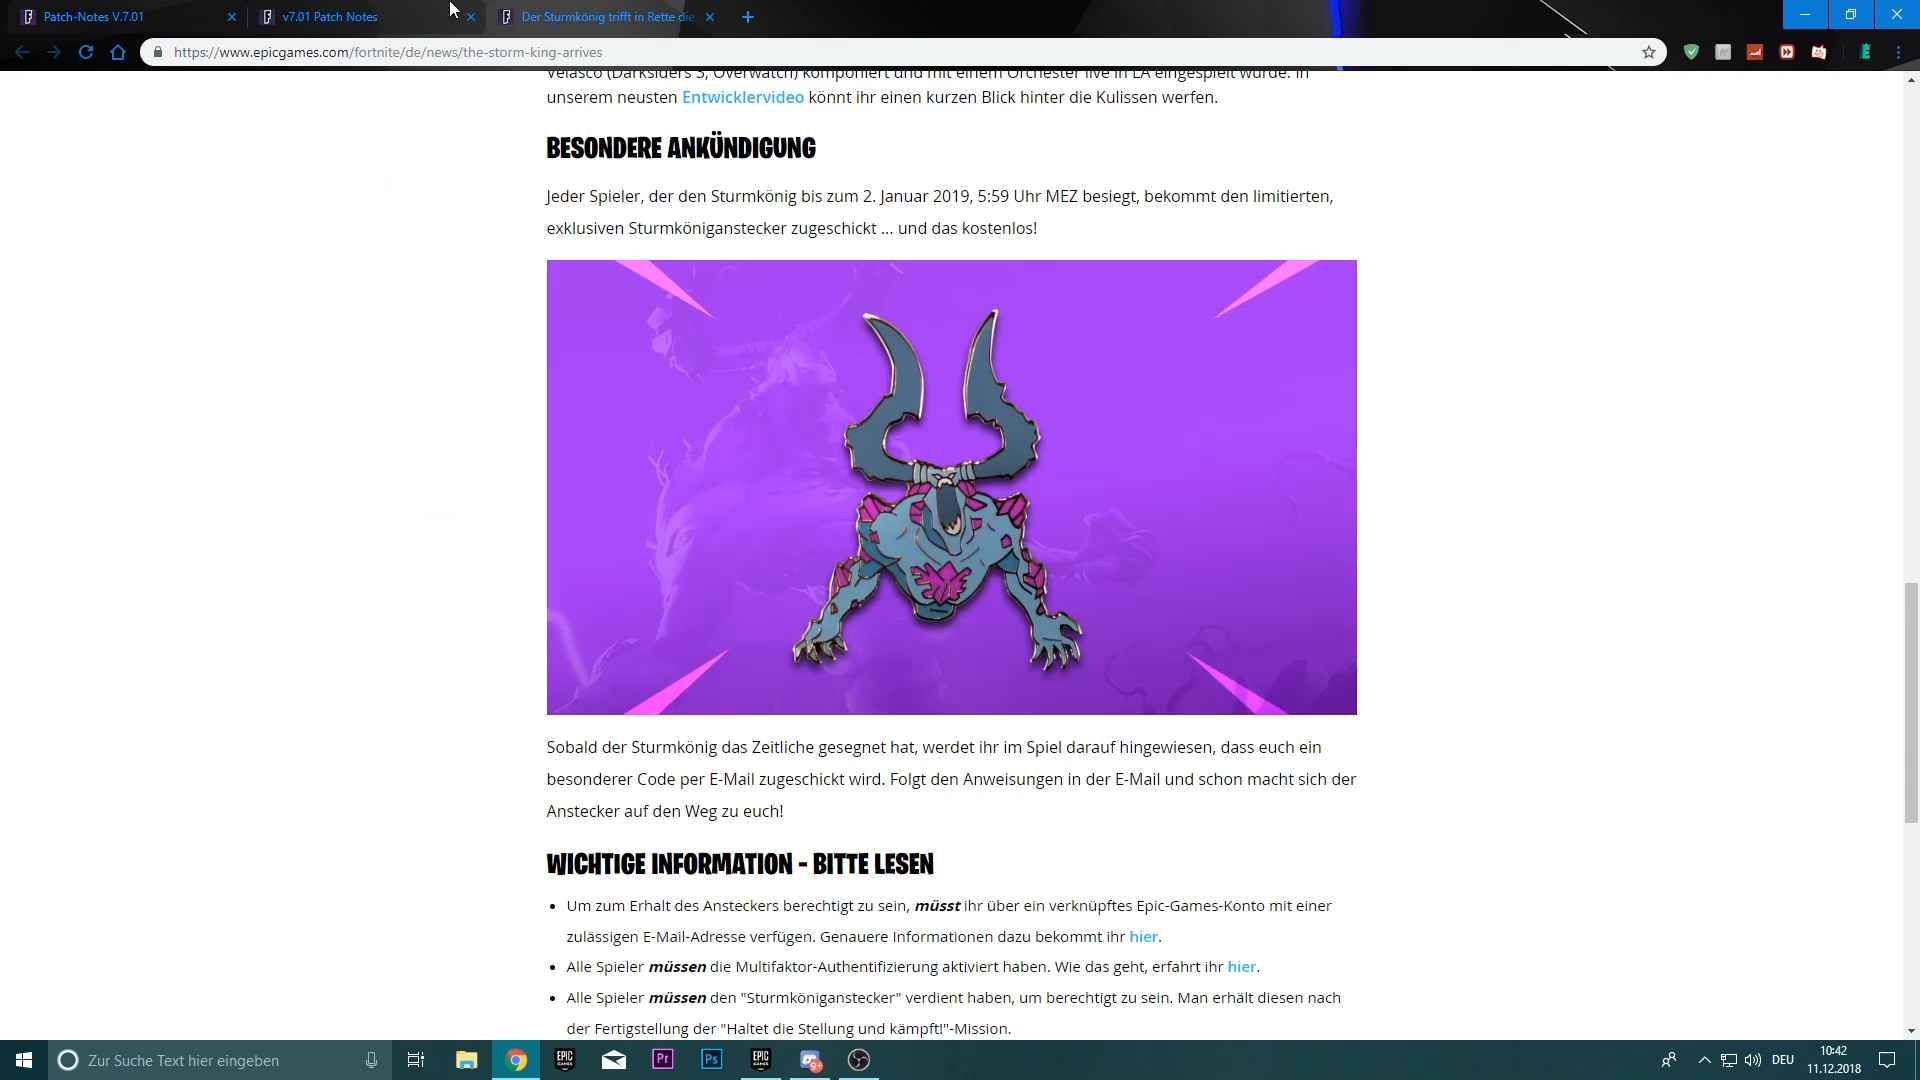 Patch-Notes V.7.01
v7.01 Patch Notes
Der Sturmkönig trifft in Rette die
https://www.epicgames.com/fortnite/de/news/the-storm-king-arrives
Velasco (Darksiders 3, Overwatch) komponiert und mit einem Orchester live in LA eingespielt wurde. In
unserem neusten Entwicklervideo könnt ihr einen kurzen Blick hinter die Kulissen werfen.
BESONDERE ANKÜNDIGUNG
Jeder Spieler, der den Sturmkönig bis zum 2. Januar 2019, 5:59 Uhr MEZ besiegt, bekommt den limitierten,
exklusiven Sturmköniganstecker zugeschickt ... und das kostenlos!
Sobald der Sturmkönig das Zeitliche gesegnet hat, werdet ihr im Spiel darauf hingewiesen, dass euch ein
besonderer Code per E-Mail zugeschickt wird. Folgt den Anweisungen in der E-Mail und schon macht sich der
Anstecker auf den Weg zu euch!
WICHTIGE INFORMATION - BITTE LESEN
• Um zum Erhalt des Ansteckers berechtigt zu sein, müsst ihr über ein verknüpftes Epic-Games-Konto mit einer
zulässigen E-Mail-Adresse verfügen. Genauere Informationen dazu bekommt ihr hier.
• Alle Spieler müssen die Multifaktor-Authentifizierung aktiviert haben. Wie das geht, erfahrt ihr hier.
• Alle Spieler müssen den "Sturmköniganstecker" verdient haben, um berechtigt zu sein. Man erhält diesen nach
der Fertigstellung der "Haltet die Stellung und kämpft!"-Mission.
Zur Suche Text hier eingeben
EPIC GAMES
Pr
Ps
EPIC GAMES
9+
DEU
10:42
11.12.2018